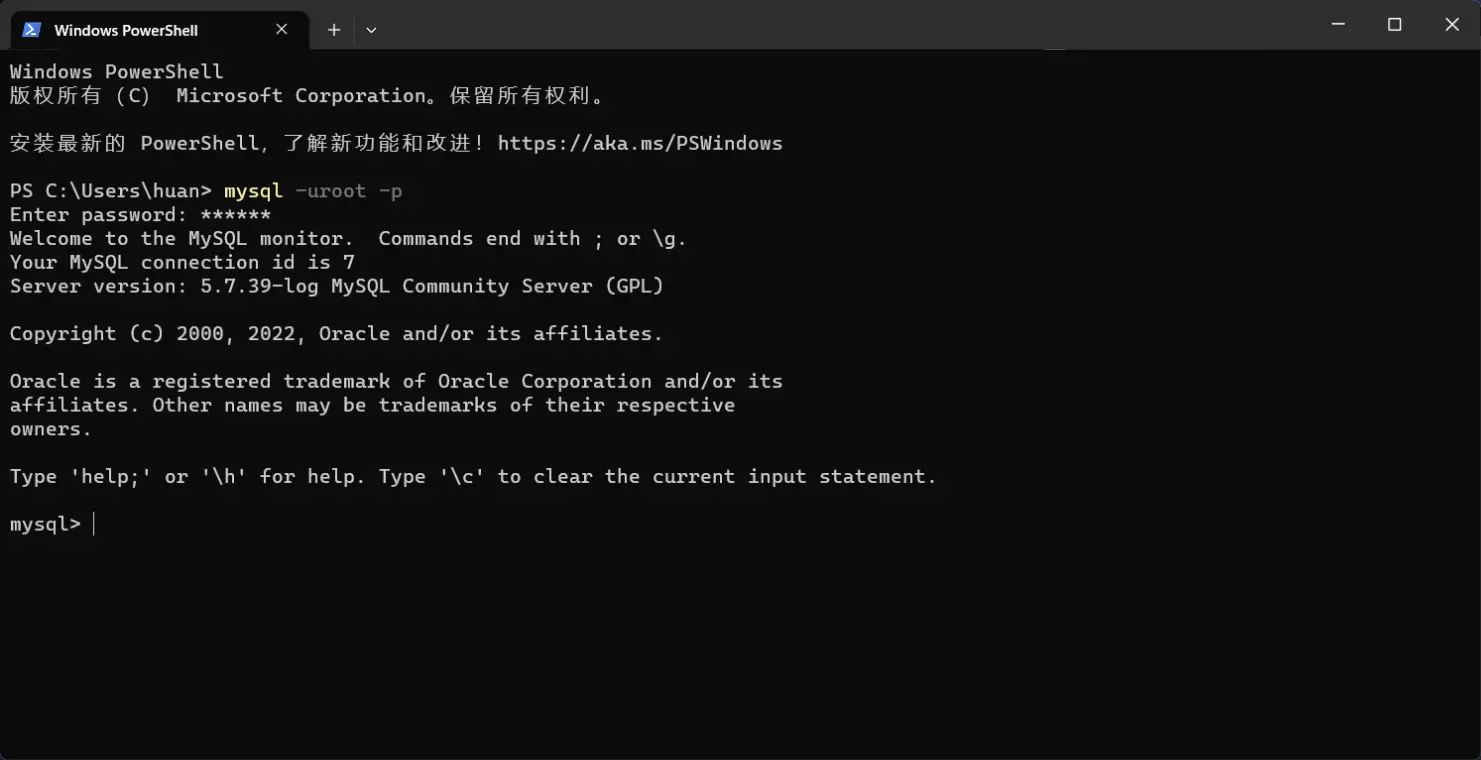 Windows PowerShell
Windows PowerShell
版权所有（C） Microsoft Corporation。保留所有权利。
安装最新的 PowerShell，了解新功能和改进！https://aka.ms/PSWindows
PS C:\Users\huan> mysql -uroot -p
Enter password: ******
Welcome to the MySQL monitor.  Commands end with ; or \g.
Your MySQL connection id is 7
Server version: 5.7.39-log MySQL Community Server (GPL)
Copyright (c) 2000, 2022, Oracle and/or its affiliates.
Oracle is a registered trademark of Oracle Corporation and/or its
affiliates. Other names may be trademarks of their respective
owners.
Type 'help;' or '\h' for help. Type '\c' to clear the current input statement.
mysql>